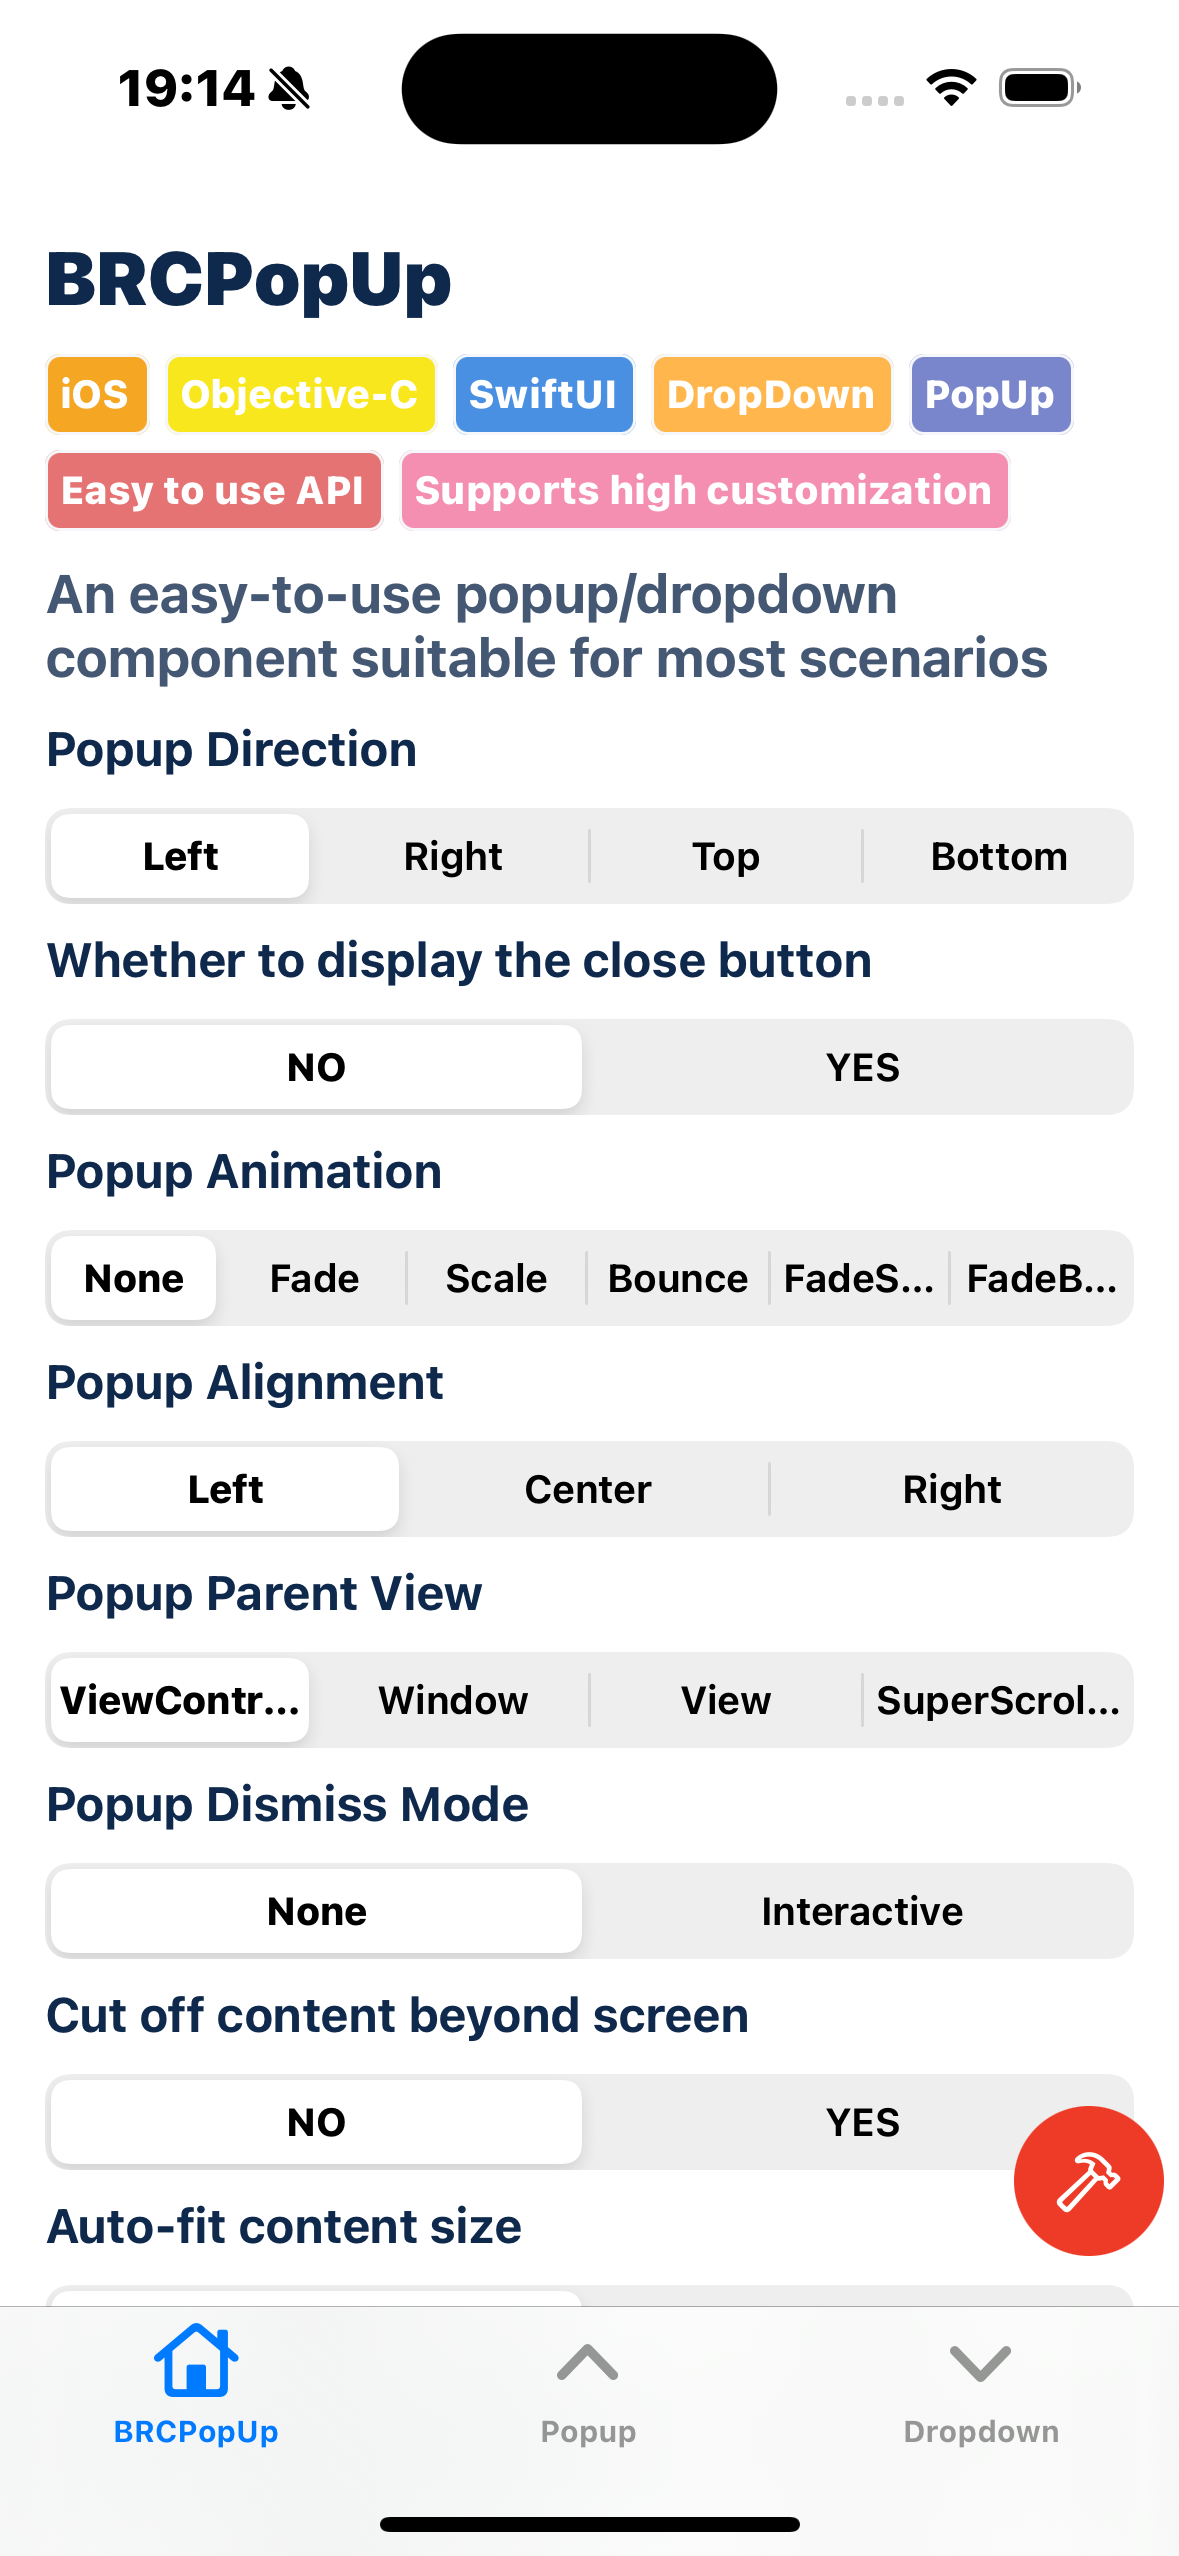 19:14
BRCPopUp
iOS Objective-C SwiftUI DropDown PopUp
Easy to use API Supports high customization
An easy-to-use popup/dropdown
component suitable for most scenarios
Popup Direction
Left Right Top Bottom
Whether to display the close button
NO YES
Popup Animation
None Fade Scale Bounce FadeS... FadeB...
Popup Alignment
Left Center Right
Popup Parent View
ViewContr... Window View SuperScrol...
Popup Dismiss Mode
None Interactive
Cut off content beyond screen
NO YES
Auto-fit content size
BRCPopUp Popup Dropdown